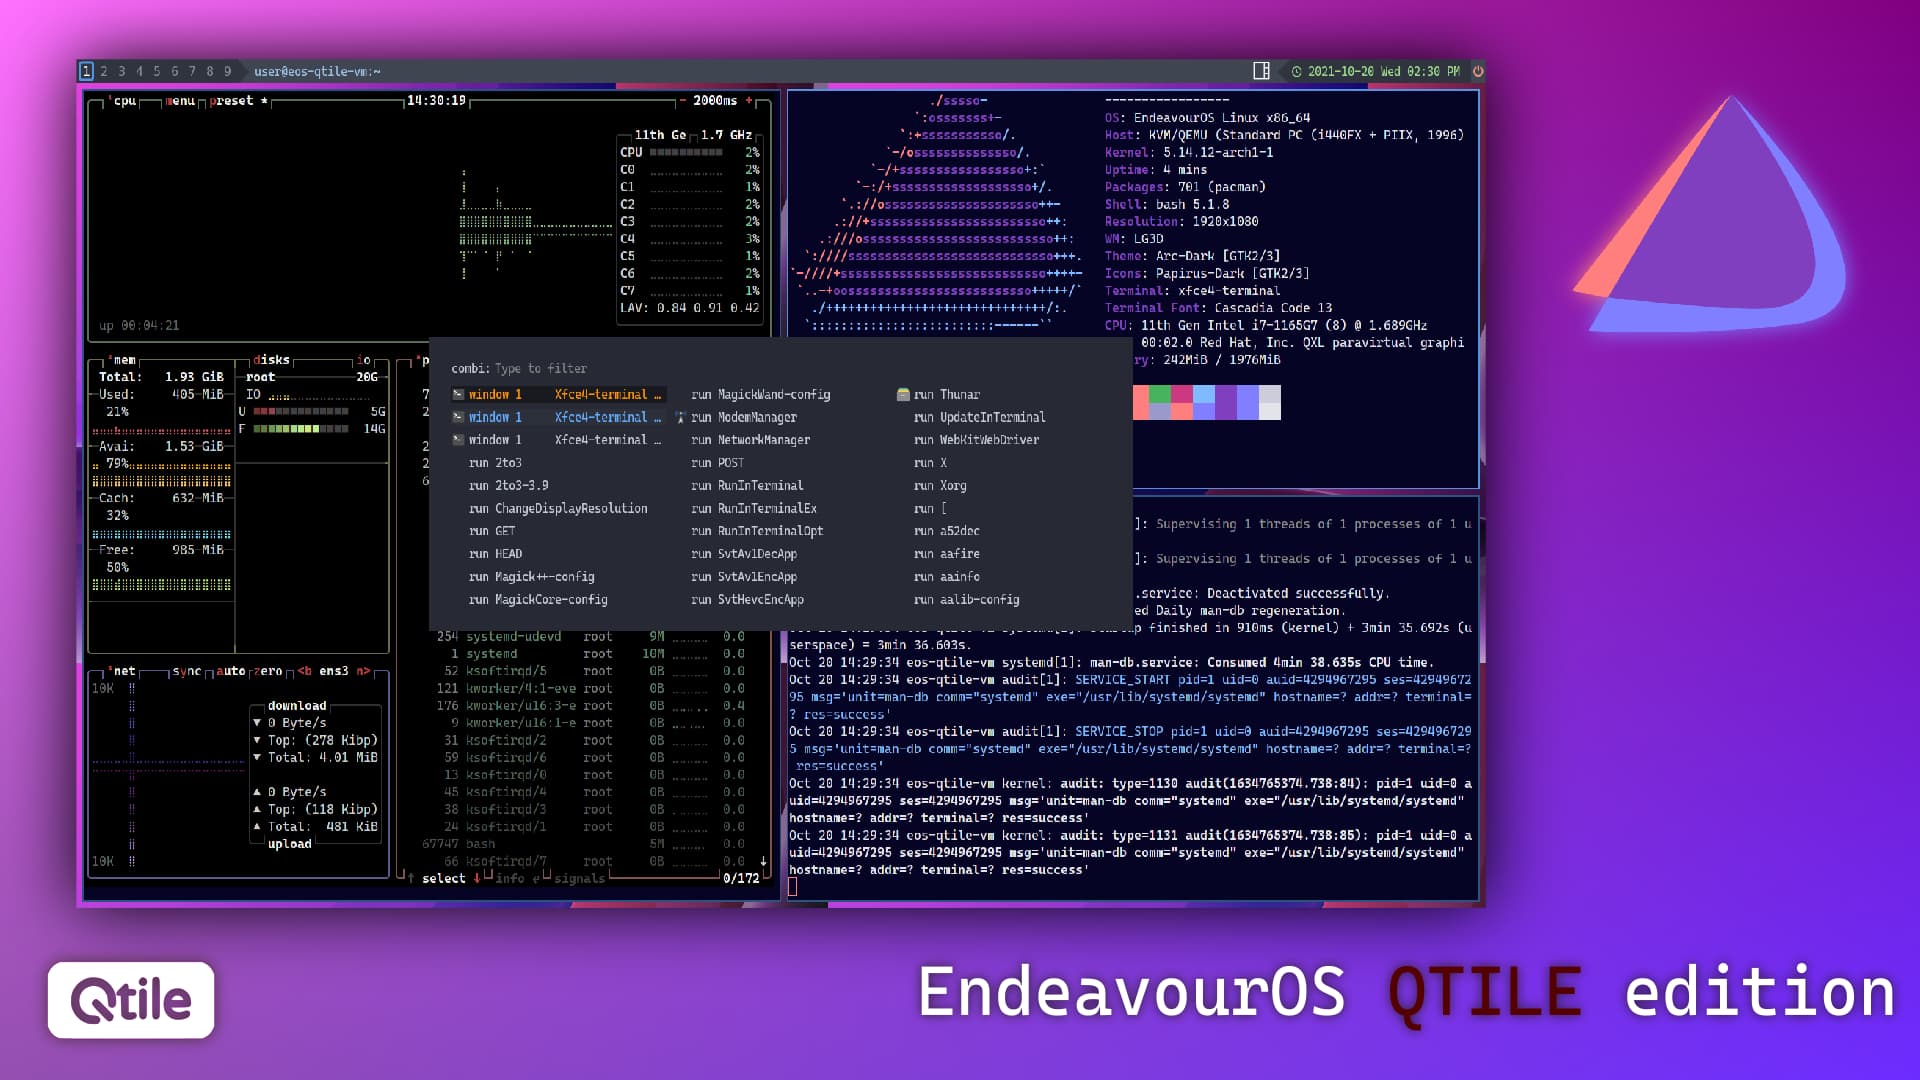 1 2 3 4 5 6 7 8 9 user@eos-qtile-vm:~
2021-10-20 Wed 02:30 PM
cpu menu preset * 14:30:19 - 2000ms +
11th Ge 1.7 GHz
CPU 2%
C0 2%
C1 1%
C2 2%
C3 2%
C4 3%
C5 1%
C6 2%
C7 1%
LAV: 0.84 0.91 0.42
up 00:04:21
mem
Total: 1.93 GiB
Used: 405 MiB
21%
Avai: 1.53 GiB
79%
Cach: 632 MiB
32%
Free: 985 MiB
50%
disks io
root 20G
IO
U 5G
F 14G
net sync auto zero <b ens3 n>
10K
download
▼ 0 Byte/s
▼ Top: (278 Kibp)
▼ Total: 4.01 MiB
▲ 0 Byte/s
▲ Top: (118 Kibp)
▲ Total: 481 KiB
upload
10K
254 systemd-udevd root 9M 0.0
1 systemd root 10M 0.0
52 ksoftirqd/5 root 0B 0.0
121 kworker/4:1-eve root 0B 0.0
176 kworker/u16:3-e root 0B 0.4
9 kworker/u16:1-e root 0B 0.0
31 ksoftirqd/2 root 0B 0.0
59 ksoftirqd/6 root 0B 0.0
13 ksoftirqd/0 root 0B 0.0
45 ksoftirqd/4 root 0B 0.0
38 ksoftirqd/3 root 0B 0.0
24 ksoftirqd/1 root 0B 0.0
67747 bash 5M 0.0
66 ksoftirqd/7 root 0B 0.0
↑ select ↓ info signals 0/172
./sssso-
`:osssssss+-
`:+sssssssssso/.
`-/ossssssssssssso/.
`-/+sssssssssssssssso+:`
`-:/+sssssssssssssssssso+/.
`.://osssssssssssssssssssso++-
.://+ssssssssssssssssssssssso++:
.:///ossssssssssssssssssssssssso++:
`:////ssssssssssssssssssssssssssso+++.
`-////+ssssssssssssssssssssssssssso++++-
`..-+oosssssssssssssssssssssssso+++++/`
./++++++++++++++++++++++++++++++/:.
`:::::::::::::::::::::::::------``
-----------------
OS: EndeavourOS Linux x86_64
Host: KVM/QEMU (Standard PC (i440FX + PIIX, 1996)
Kernel: 5.14.12-arch1-1
Uptime: 4 mins
Packages: 701 (pacman)
Shell: bash 5.1.8
Resolution: 1920x1080
WM: LG3D
Theme: Arc-Dark [GTK2/3]
Icons: Papirus-Dark [GTK2/3]
Terminal: xfce4-terminal
Terminal Font: Cascadia Code 13
CPU: 11th Gen Intel i7-1165G7 (8) @ 1.689GHz
00:02.0 Red Hat, Inc. QXL paravirtual graphi
ry: 242MiB / 1976MiB
combi: Type to filter
window 1 Xfce4-terminal …
window 1 Xfce4-terminal …
window 1 Xfce4-terminal …
run 2to3
run 2to3-3.9
run ChangeDisplayResolution
run GET
run HEAD
run Magick++-config
run MagickCore-config
run MagickWand-config
run ModemManager
run NetworkManager
run POST
run RunInTerminal
run RunInTerminalEx
run RunInTerminalOpt
run SvtAv1DecApp
run SvtAv1EncApp
run SvtHevcEncApp
run Thunar
run UpdateInTerminal
run WebKitWebDriver
run X
run Xorg
run [
run a52dec
run aafire
run aainfo
run aalib-config
]: Supervising 1 threads of 1 processes of 1 u
]: Supervising 1 threads of 1 processes of 1 u
.service: Deactivated successfully.
ed Daily man-db regeneration.
p finished in 910ms (kernel) + 3min 35.692s (u
serspace) = 3min 36.603s.
Oct 20 14:29:34 eos-qtile-vm systemd[1]: man-db.service: Consumed 4min 38.635s CPU time.
Oct 20 14:29:34 eos-qtile-vm audit[1]: SERVICE_START pid=1 uid=0 auid=4294967295 ses=42949672
95 msg='unit=man-db comm="systemd" exe="/usr/lib/systemd/systemd" hostname=? addr=? terminal=
? res=success'
Oct 20 14:29:34 eos-qtile-vm audit[1]: SERVICE_STOP pid=1 uid=0 auid=4294967295 ses=429496729
5 msg='unit=man-db comm="systemd" exe="/usr/lib/systemd/systemd" hostname=? addr=? terminal=?
res=success'
Oct 20 14:29:34 eos-qtile-vm kernel: audit: type=1130 audit(1634765374.738:84): pid=1 uid=0 a
uid=4294967295 ses=4294967295 msg='unit=man-db comm="systemd" exe="/usr/lib/systemd/systemd"
hostname=? addr=? terminal=? res=success'
Oct 20 14:29:34 eos-qtile-vm kernel: audit: type=1131 audit(1634765374.738:85): pid=1 uid=0 a
uid=4294967295 ses=4294967295 msg='unit=man-db comm="systemd" exe="/usr/lib/systemd/systemd"
hostname=? addr=? terminal=? res=success'
Qtile
EndeavourOS QTILE edition